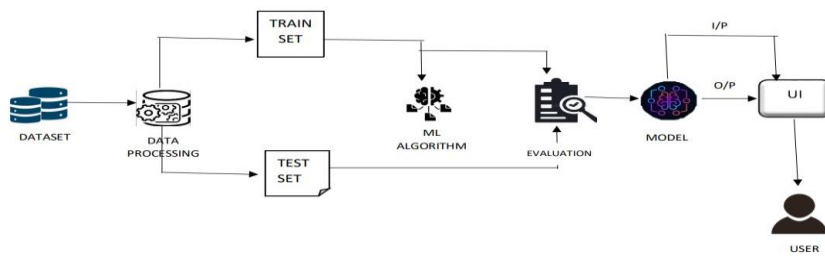 TRAIN
SET
I/P
O/P
UI
DATASET
DATA
PROCESSING
ML
ALGORITHM
EVALUATION
MODEL
TEST
SET
USER